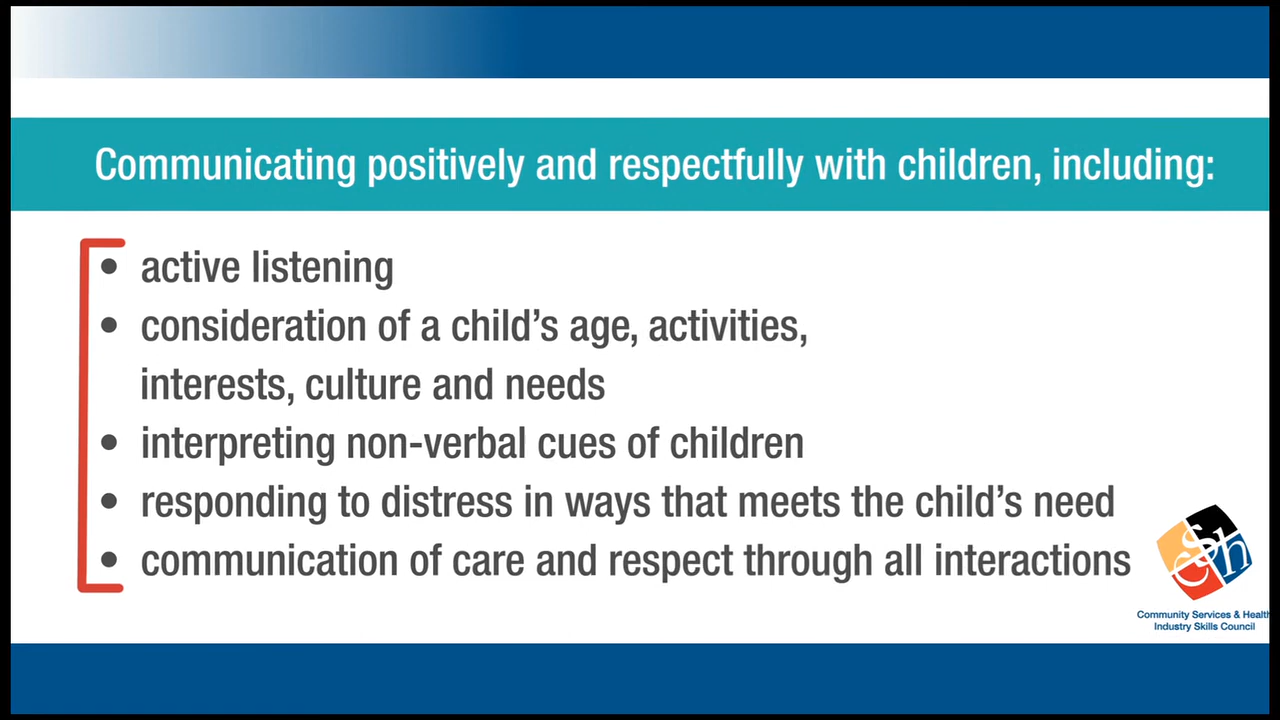 Communicating positively and respectfully with children, including:
• active listening
• consideration of a child's age, activities,
interests, culture and needs
• interpreting non-verbal cues of children
• responding to distress in ways that meets the child's need
• communication of care and respect through all interactions
cs&h
Community Services & Health
Industry Skills Council